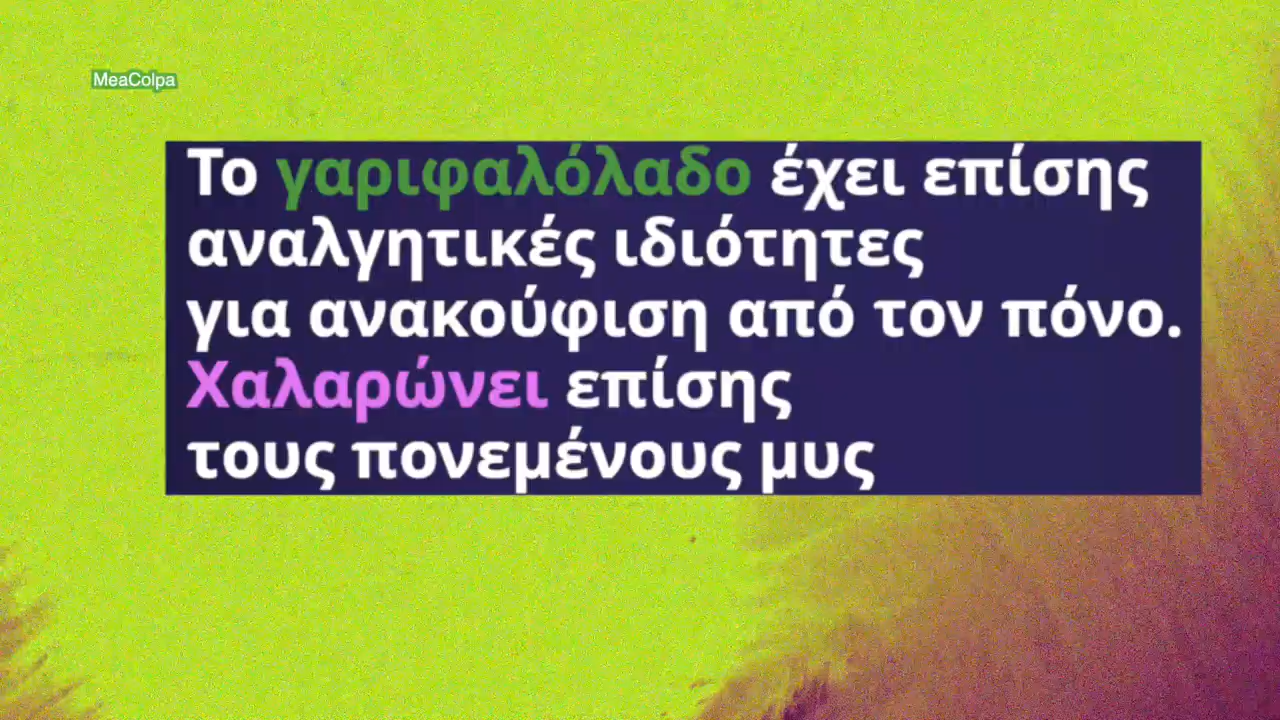 MeaColpa
Το γαριφαλόλαδο έχει επίσης
αναλγητικές ιδιότητες
για ανακούφιση από τον πόνο.
Χαλαρώνει επίσης
τους πονεμένους μυς